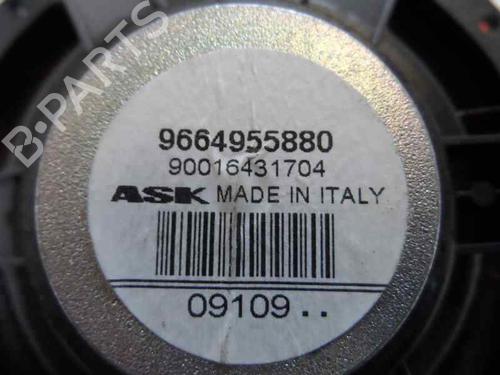 B-PARTS
9664955880
90016431704
ASK MADE IN ITALY
09109..